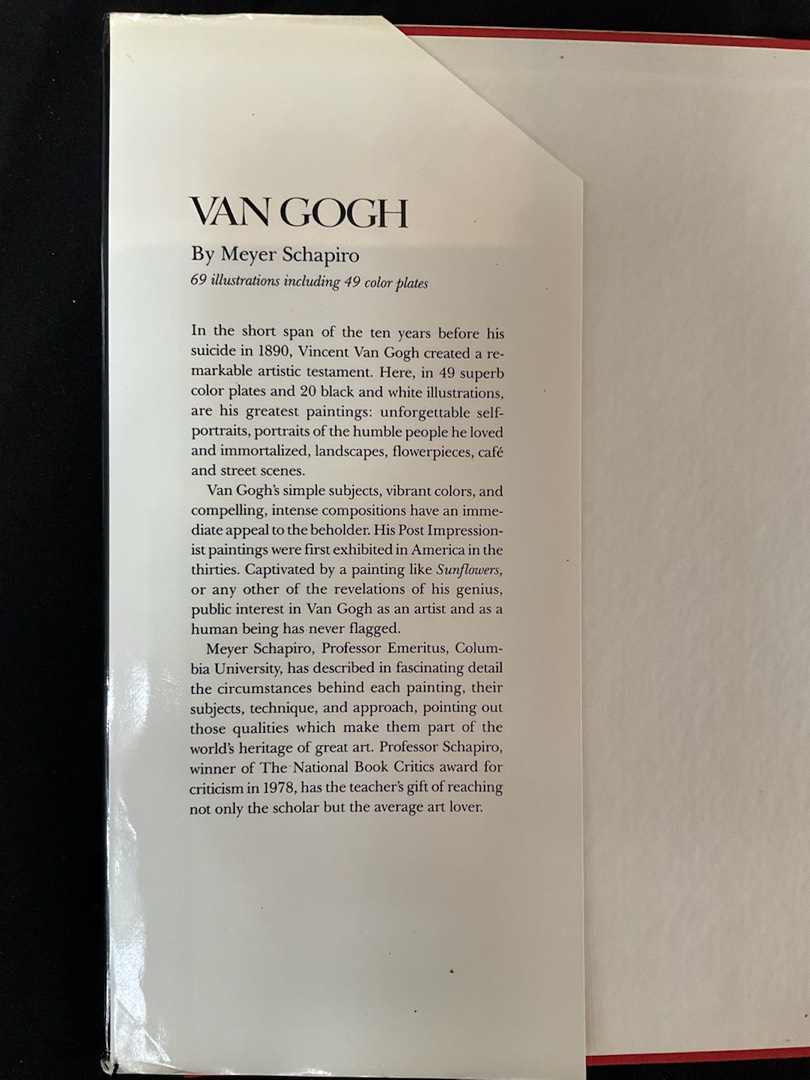 VAN GOGH
By Meyer Schapiro
69 illustrations including 49 color plates
In the short span of the ten years before his
suicide in 1890, Vincent Van Gogh created a re-
markable artistic testament. Here, in 49 superb
color plates and 20 black and white illustrations,
are his greatest paintings: unforgettable self-
portraits, portraits of the humble people he loved
and immortalized, landscapes, flowerpieces, café
and street scenes.
Van Gogh's simple subjects, vibrant colors, and
compelling, intense compositions have an imme-
diate appeal to the beholder. His Post Impression-
ist paintings were first exhibited in America in the
thirties. Captivated by a painting like Sunflowers,
or any other of the revelations of his genius,
public interest in Van Gogh as an artist and as a
human being has never flagged.
Meyer Schapiro, Professor Emeritus, Colum-
bia University, has described in fascinating detail
the circumstances behind each painting, their
subjects, technique, and approach, pointing out
those qualities which make them part of the
world's heritage of great art. Professor Schapiro,
winner of The National Book Critics award for
criticism in 1978, has the teacher's gift of reaching
not only the scholar but the average art lover.